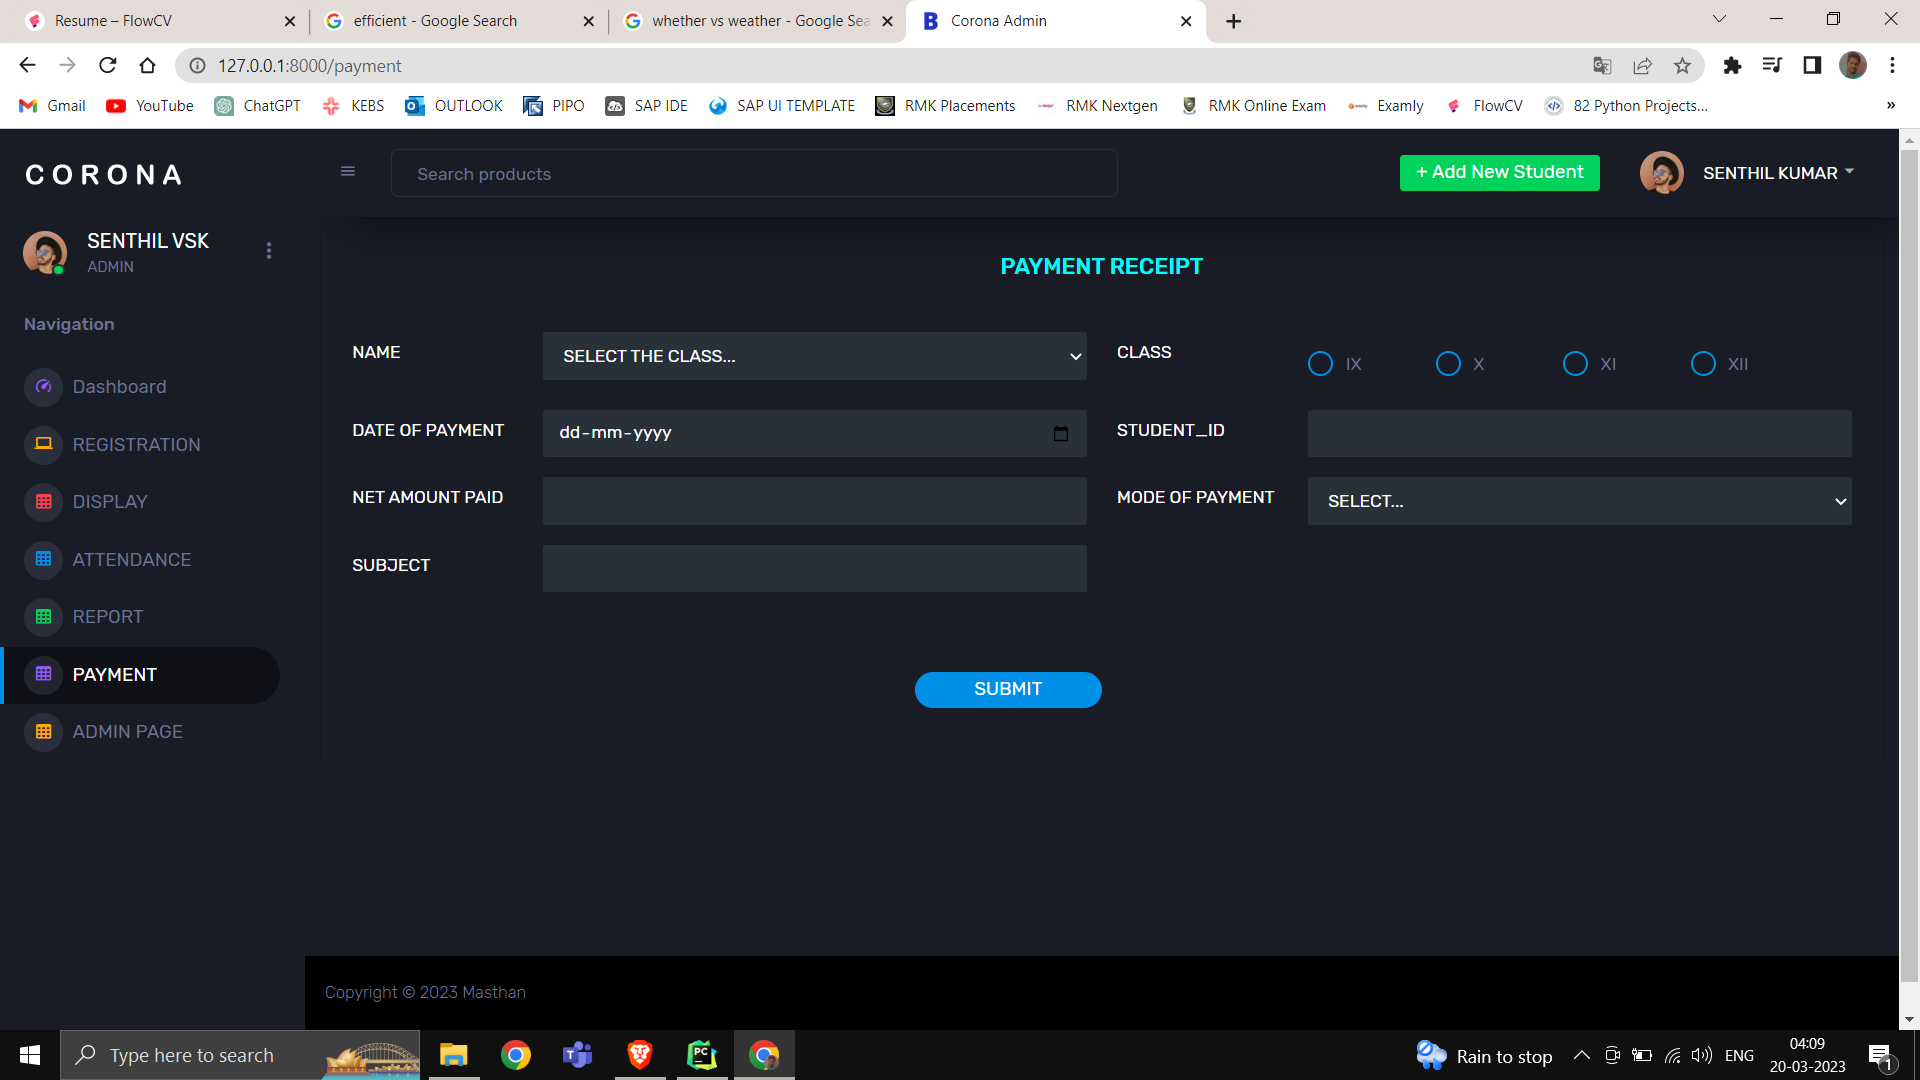 Resume – FlowCV
efficient - Google Search
whether vs weather - Google Sea
Corona Admin
127.0.0.1:8000/payment
Gmail YouTube ChatGPT KEBS OUTLOOK PIPO SAP IDE SAP UI TEMPLATE RMK Placements RMK Nextgen RMK Online Exam Examly FlowCV 82 Python Projects... »
CORONA
Search products
+ Add New Student
SENTHIL KUMAR
SENTHIL VSK
ADMIN
Navigation
Dashboard
REGISTRATION
DISPLAY
ATTENDANCE
REPORT
PAYMENT
ADMIN PAGE
PAYMENT RECEIPT
NAME SELECT THE CLASS...
CLASS IX X XI XII
DATE OF PAYMENT dd-mm-yyyy
STUDENT_ID
NET AMOUNT PAID
MODE OF PAYMENT SELECT...
SUBJECT
SUBMIT
Copyright © 2023 Masthan
Type here to search
PC
Rain to stop
ENG
04:09
20-03-2023
1